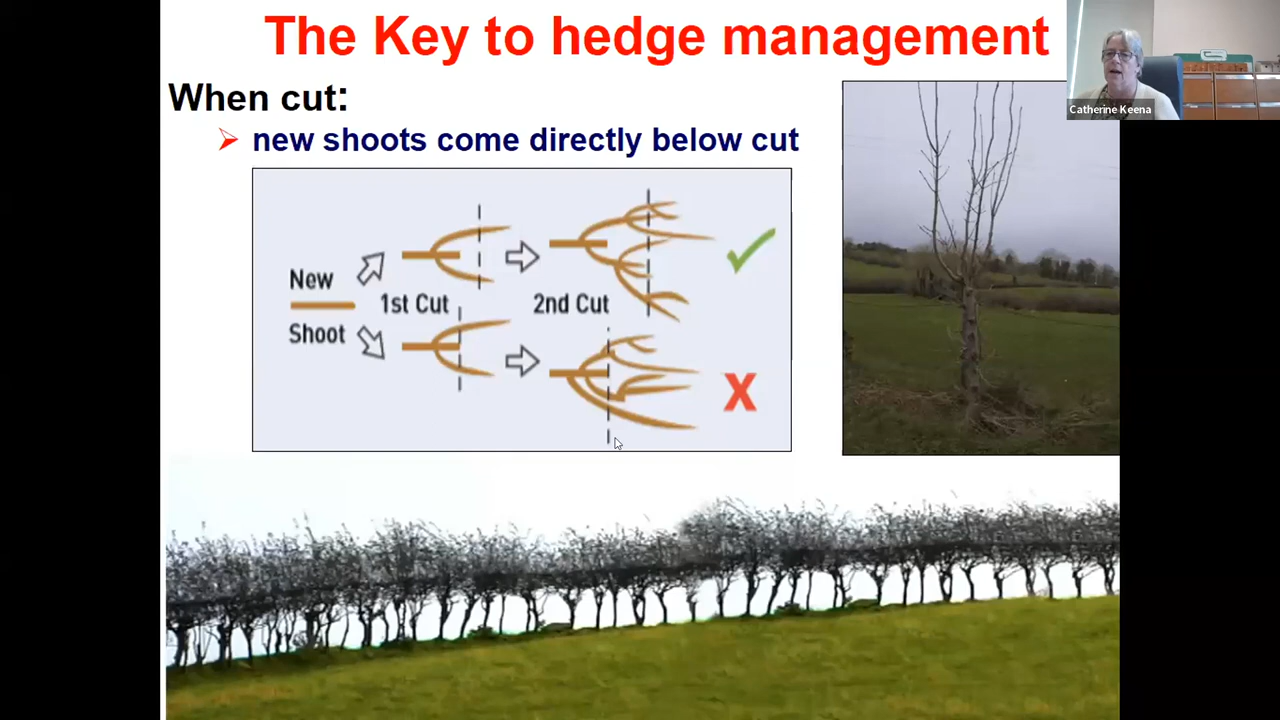 The Key to hedge management
Catherine Keena
When cut:
new shoots come directly below cut
New
Shoot
1st Cut
2nd Cut
X